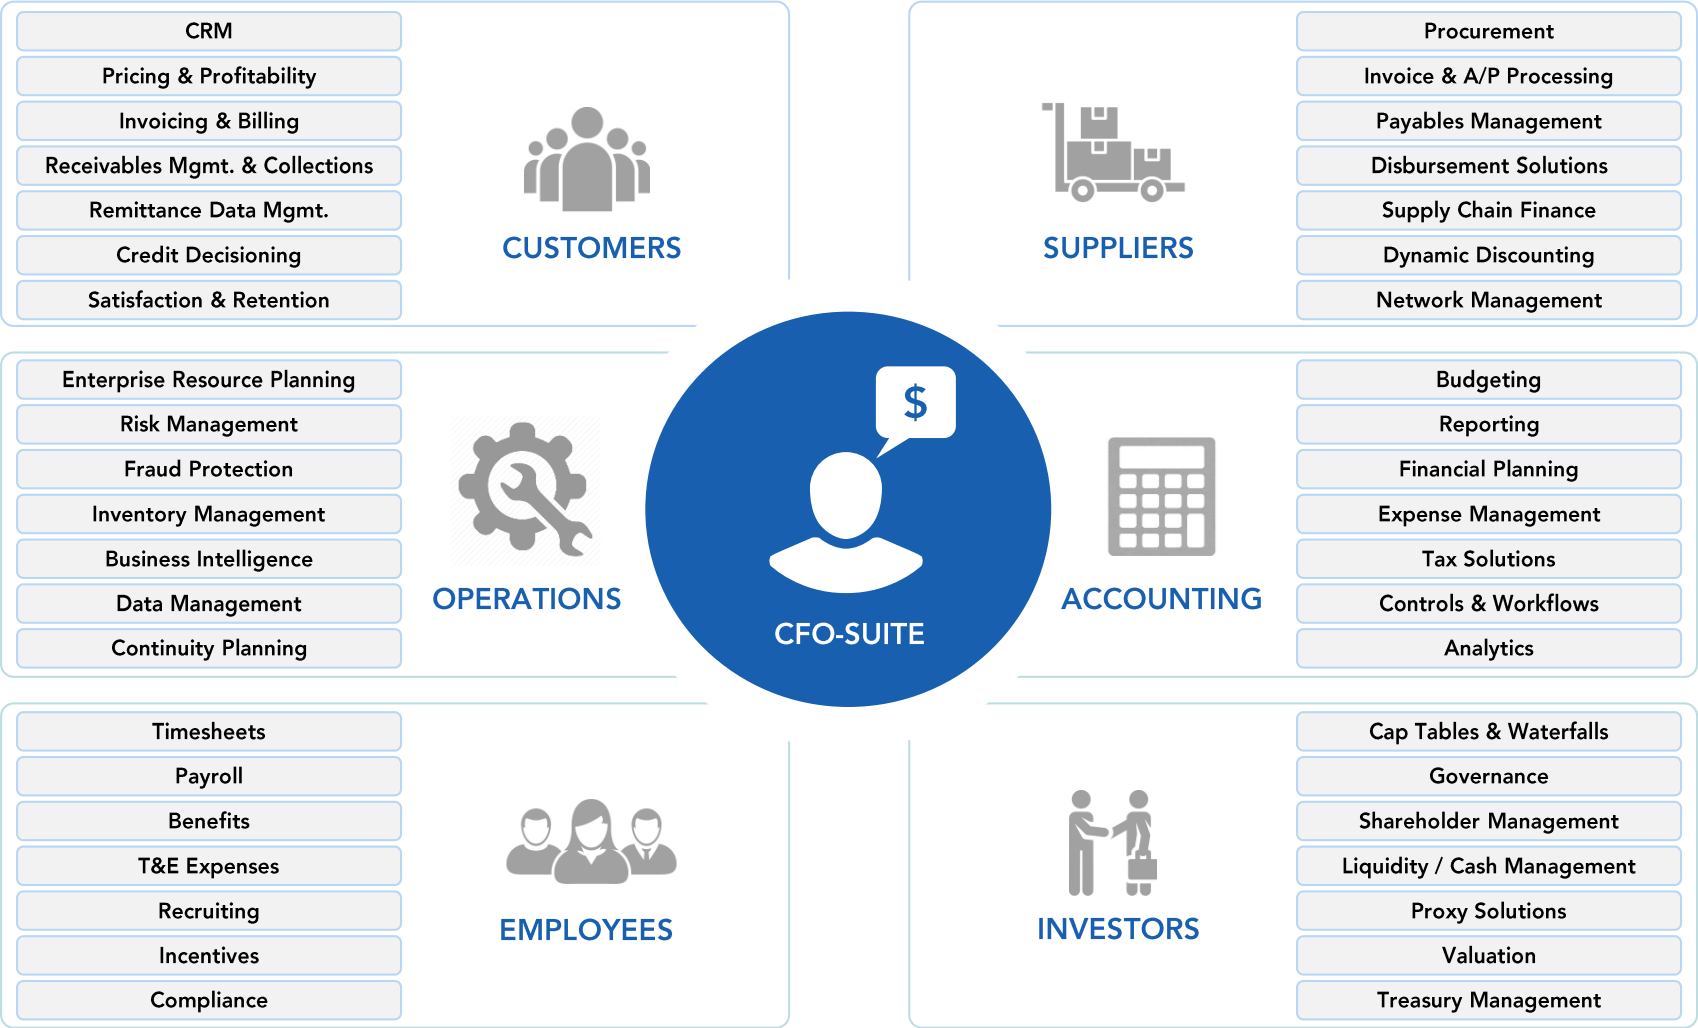 CRM
Pricing & Profitability
Invoicing & Billing
Receivables Mgmt. & Collections
Remittance Data Mgmt.
Credit Decisioning
Satisfaction & Retention
CUSTOMERS
SUPPLIERS
Procurement
Invoice & A/P Processing
Payables Management
Disbursement Solutions
Supply Chain Finance
Dynamic Discounting
Network Management
Enterprise Resource Planning
Risk Management
Fraud Protection
Inventory Management
Business Intelligence
Data Management
Continuity Planning
OPERATIONS
$
CFO-SUITE
ACCOUNTING
Budgeting
Reporting
Financial Planning
Expense Management
Tax Solutions
Controls & Workflows
Analytics
Timesheets
Payroll
Benefits
T&E Expenses
Recruiting
Incentives
Compliance
EMPLOYEES
INVESTORS
Cap Tables & Waterfalls
Governance
Shareholder Management
Liquidity / Cash Management
Proxy Solutions
Valuation
Treasury Management